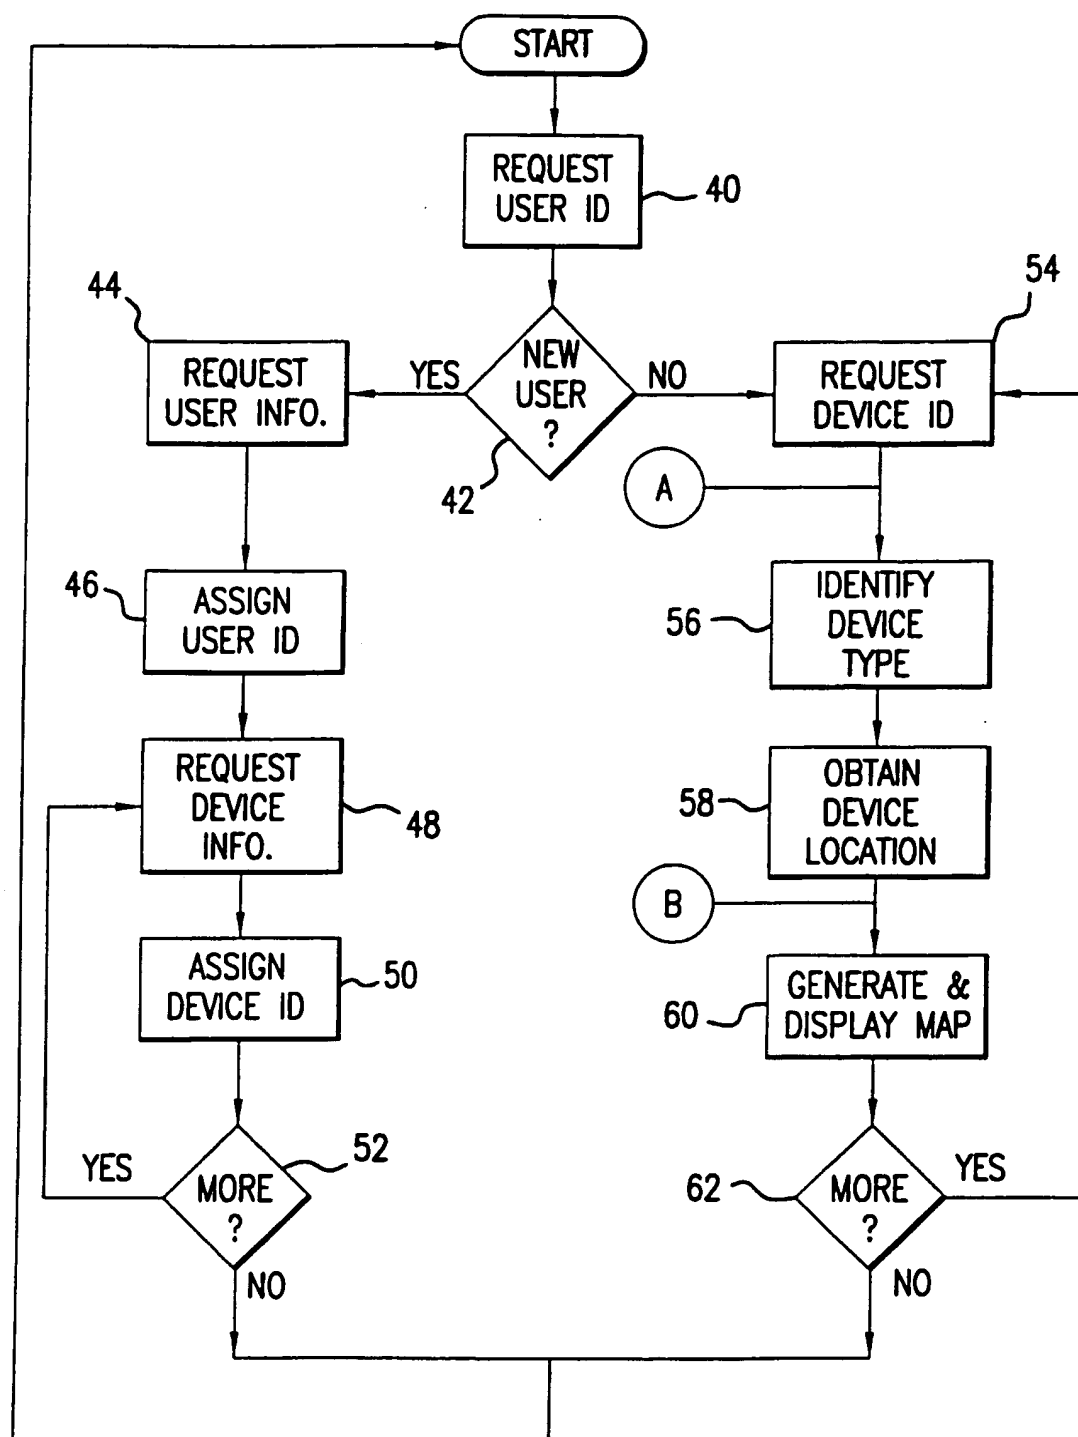 START
REQUEST
USER ID
40
NEW
USER
?
42
YES
NO
44
REQUEST
USER INFO.
54
REQUEST
DEVICE ID
A
46
ASSIGN
USER ID
56
IDENTIFY
DEVICE
TYPE
48
REQUEST
DEVICE
INFO.
58
OBTAIN
DEVICE
LOCATION
B
50
ASSIGN
DEVICE ID
60
GENERATE &
DISPLAY MAP
52
YES
MORE
?
NO
62
MORE
?
YES
NO